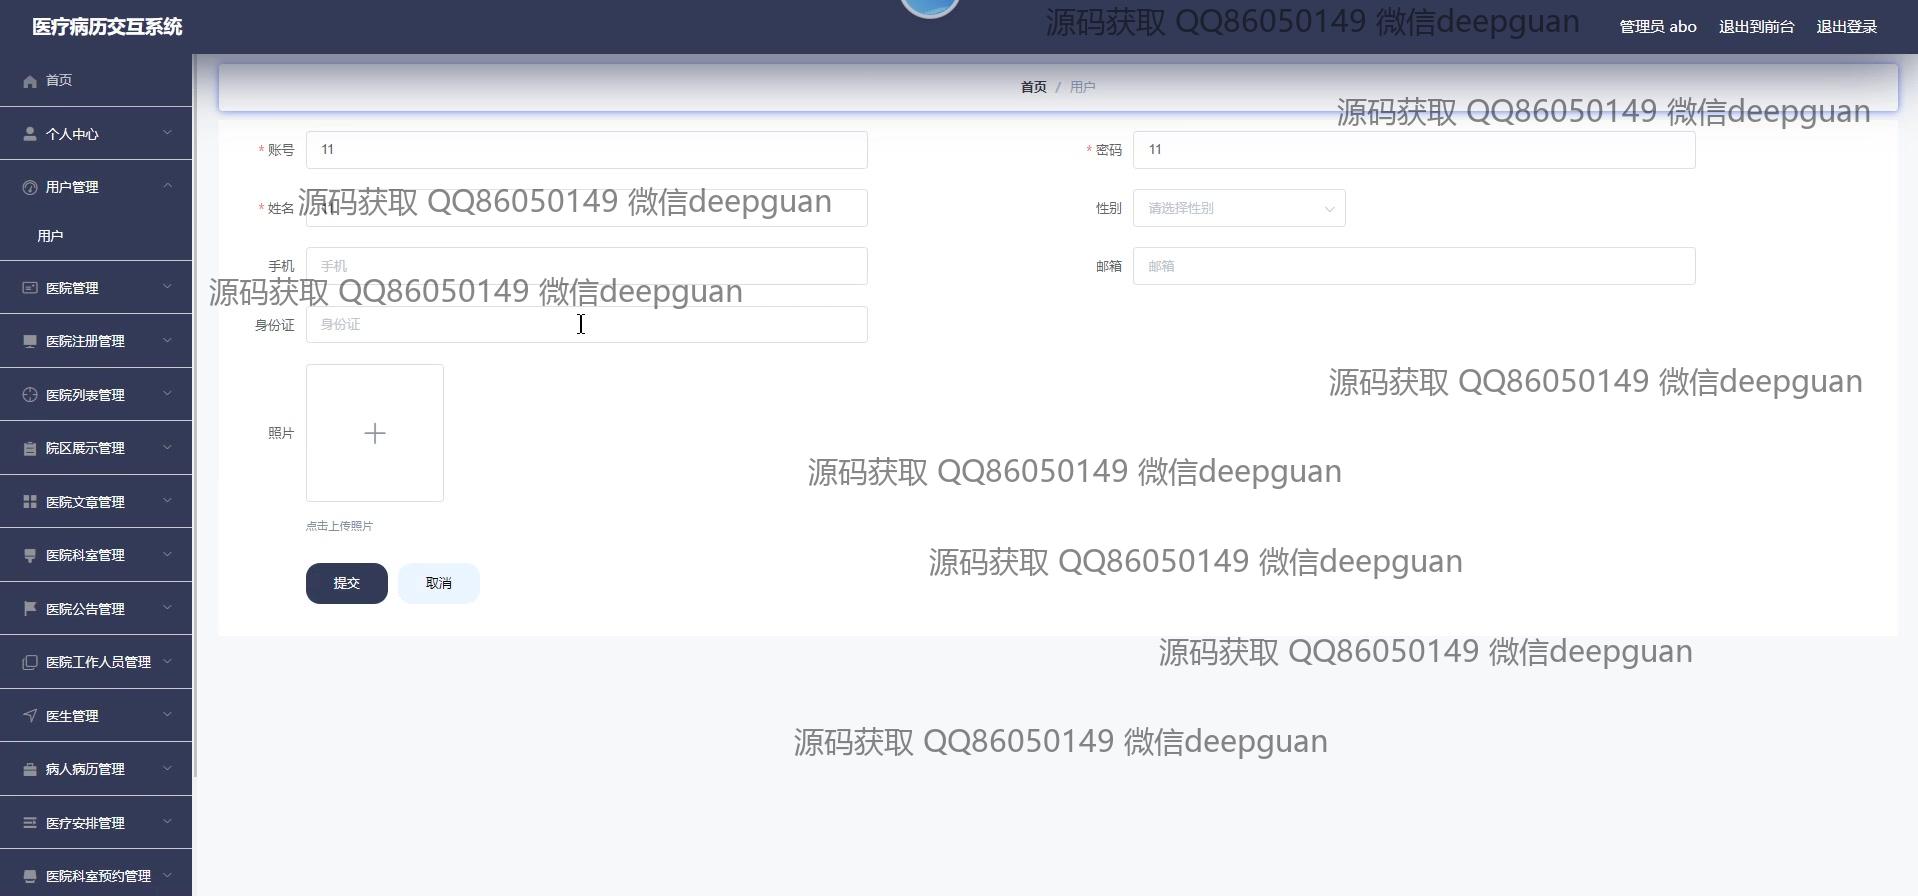 医疗病历交互系统
源码获取 QQ86050149 微信deepguan
管理员 abo
退出到前台
退出登录
首页
个人中心
用户管理
用户
医院管理
医院注册管理
医院列表管理
院区展示管理
医院文章管理
医院科室管理
医院公告管理
医院工作人员管理
医生管理
病人病历管理
医疗安排管理
医院科室预约管理
首页 / 用户
源码获取 QQ86050149 微信deepguan
* 账号 11
* 密码 11
* 姓名
源码获取 QQ86050149 微信deepguan
性别 请选择性别
手机 手机
邮箱 邮箱
源码获取 QQ86050149 微信deepguan
身份证 身份证
源码获取 QQ86050149 微信deepguan
照片
源码获取 QQ86050149 微信deepguan
点击上传照片
源码获取 QQ86050149 微信deepguan
提交
取消
源码获取 QQ86050149 微信deepguan
源码获取 QQ86050149 微信deepguan